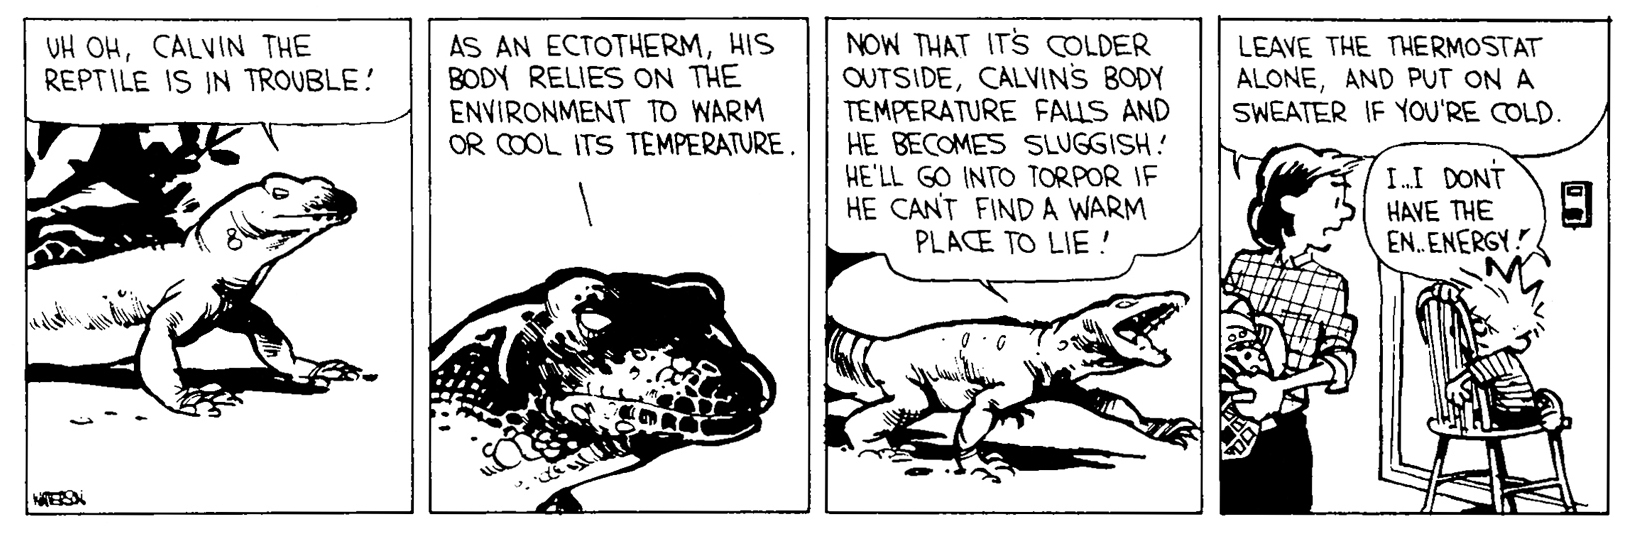 UH OH, CALVIN THE
REPTILE IS IN TROUBLE!
WATTERSON
AS AN ECTOTHERM, HIS
BODY RELIES ON THE
ENVIRONMENT TO WARM
OR COOL ITS TEMPERATURE.
NOW THAT IT'S COLDER
OUTSIDE, CALVIN'S BODY
TEMPERATURE FALLS AND
HE BECOMES SLUGGISH!
HE'LL GO INTO TORPOR IF
HE CAN'T FIND A WARM
PLACE TO LIE!
LEAVE THE THERMOSTAT
ALONE, AND PUT ON A
SWEATER IF YOU'RE COLD.
I...I DON'T
HAVE THE
EN..ENERGY!